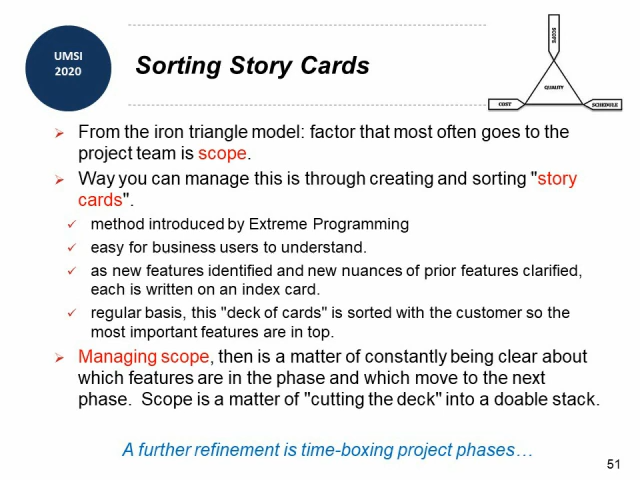 UMSI
2020
Sorting Story Cards
SCOPE
QUALITY
COST
SCHEDULE
From the iron triangle model: factor that most often goes to the
project team is scope.
Way you can manage this is through creating and sorting "story
cards".
method introduced by Extreme Programming
easy for business users to understand.
as new features identified and new nuances of prior features clarified,
each is written on an index card.
regular basis, this "deck of cards" is sorted with the customer so the
most important features are in top.
Managing scope, then is a matter of constantly being clear about
which features are in the phase and which move to the next
phase.  Scope is a matter of "cutting the deck" into a doable stack.
A further refinement is time-boxing project phases…
51